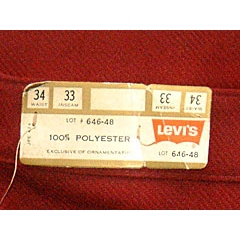 34 33
WAIST INSEAM
33 34
INSEAM WAIST
LOT # 646-48
100% POLYESTER
EXCLUSIVE OF ORNAMENTATION
LEVI'S
LOT 646-48